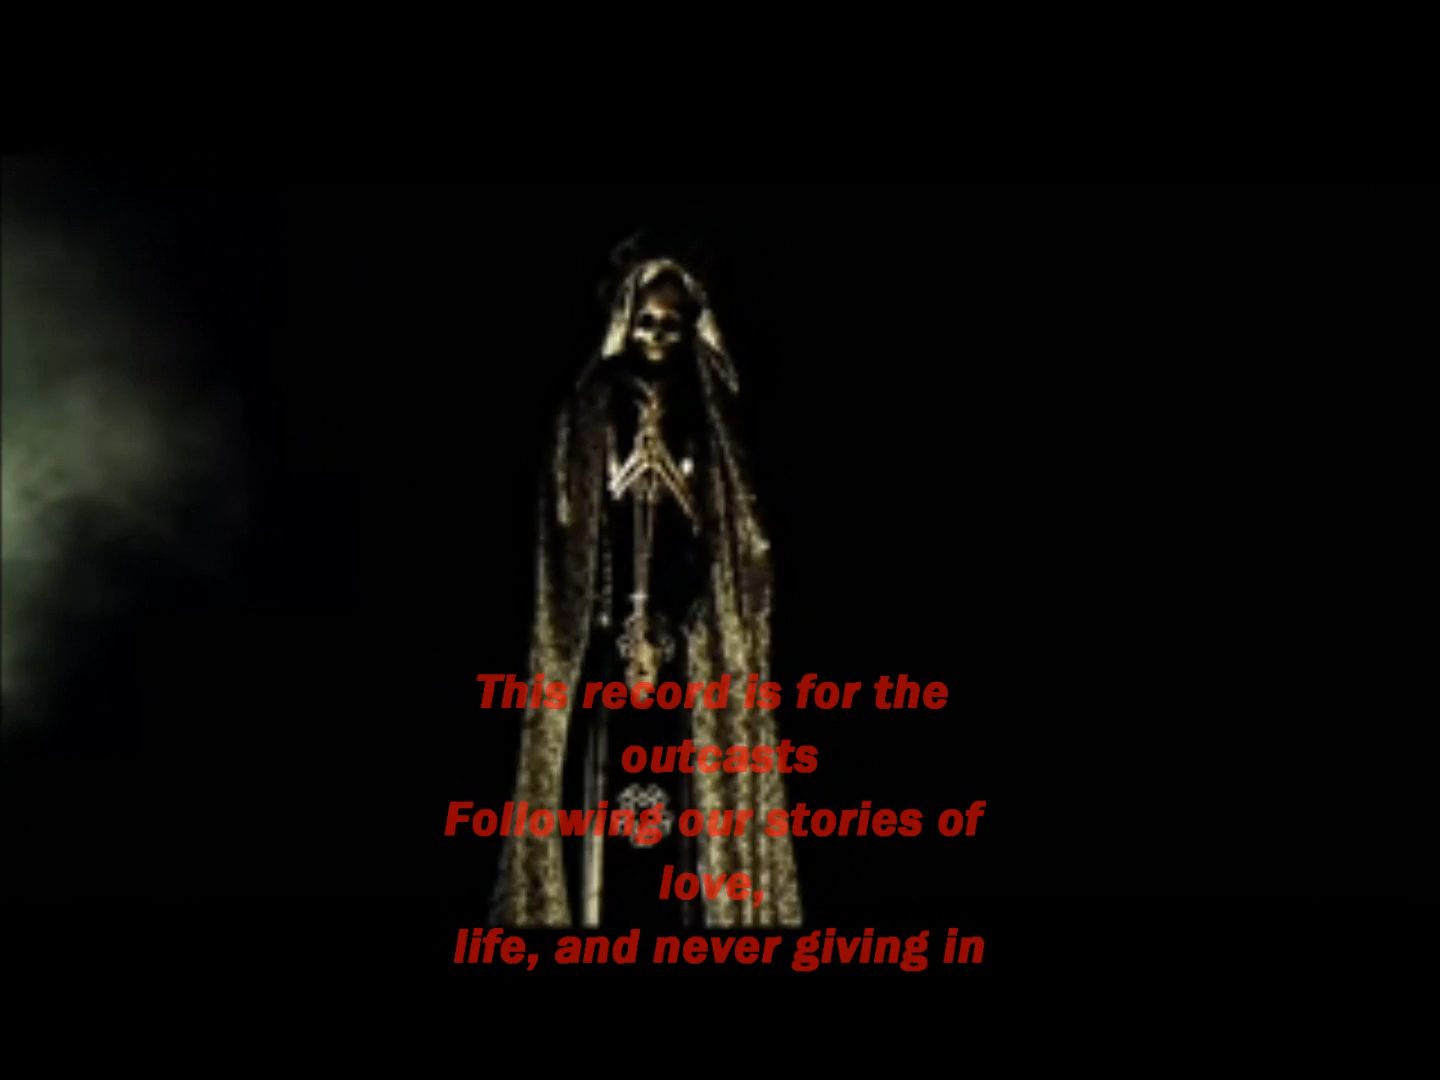 This record is for the
outcasts
Following our stories of
love,
life, and never giving in